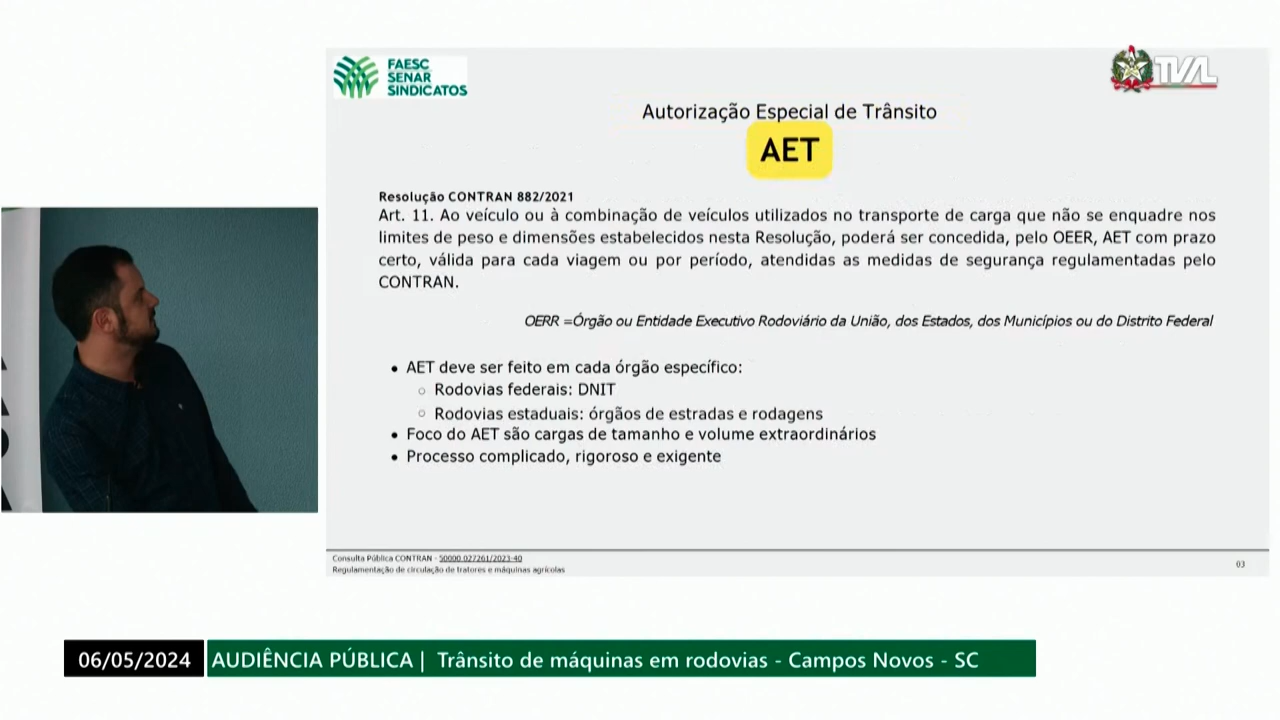 FAESC
SENAR
SINDICATOS
TVAL
Autorização Especial de Trânsito
AET
Resolução CONTRAN 882/2021
Art. 11. Ao veículo ou à combinação de veículos utilizados no transporte de carga que não se enquadre nos
limites de peso e dimensões estabelecidos nesta Resolução, poderá ser concedida, pelo OEER, AET com prazo
certo, válida para cada viagem ou por período, atendidas as medidas de segurança regulamentadas pelo
CONTRAN.
OERR =Órgão ou Entidade Executivo Rodoviário da União, dos Estados, dos Municípios ou do Distrito Federal
• AET deve ser feito em cada órgão específico:
○ Rodovias federais: DNIT
○ Rodovias estaduais: órgãos de estradas e rodagens
• Foco do AET são cargas de tamanho e volume extraordinários
• Processo complicado, rigoroso e exigente
Consulta Pública CONTRAN - 50000.027261/2023-40
Regulamentação de circulação de tratores e máquinas agrícolas
03
06/05/2024 AUDIÊNCIA PÚBLICA | Trânsito de máquinas em rodovias - Campos Novos - SC